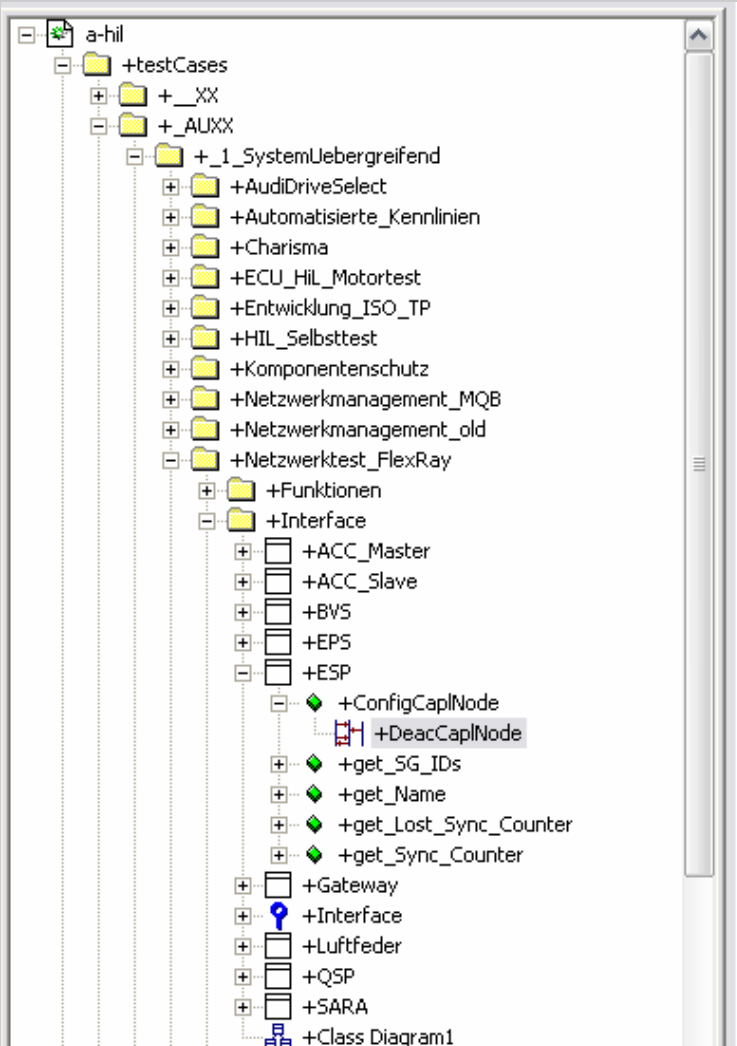 a-hil
+testCases
+__XX
+_AUXX
+_1_SystemUebergreifend
+AudiDriveSelect
+Automatisierte_Kennlinien
+Charisma
+ECU_HiL_Motortest
+Entwicklung_ISO_TP
+HIL_Selbsttest
+Komponentenschutz
+Netzwerkmanagement_MQB
+Netzwerkmanagement_old
+Netzwerktest_FlexRay
+Funktionen
+Interface
+ACC_Master
+ACC_Slave
+BVS
+EPS
+ESP
+ConfigCaplNode
+DeacCaplNode
+get_SG_IDs
+get_Name
+get_Lost_Sync_Counter
+get_Sync_Counter
+Gateway
+Interface
+Luftfeder
+QSP
+SARA
+Class Diagram1